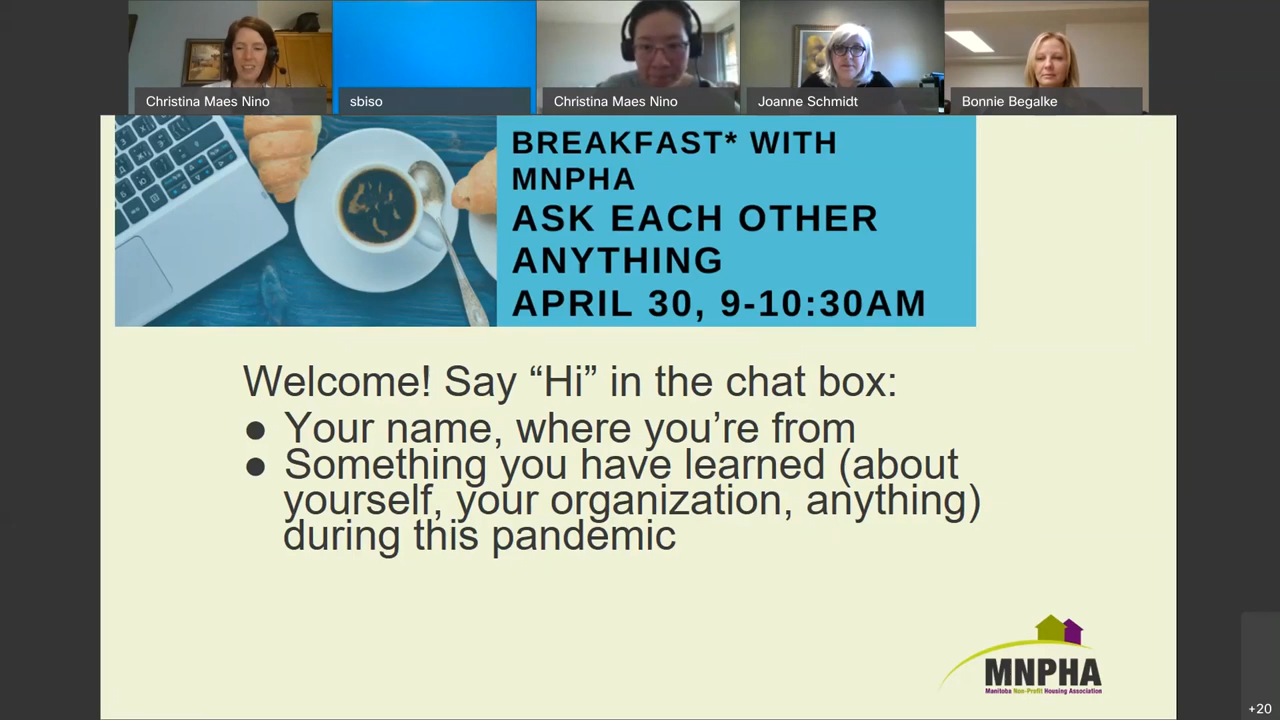 Christina Maes Nino
sbiso
Christina Maes Nino
Joanne Schmidt
Bonnie Begalke
BREAKFAST* WITH
MNPHA
ASK EACH OTHER
ANYTHING
APRIL 30, 9-10:30AM
Welcome! Say “Hi” in the chat box:
● Your name, where you’re from
● Something you have learned (about
yourself, your organization, anything)
during this pandemic
MNPHA
Manitoba Non-Profit Housing Association
+20